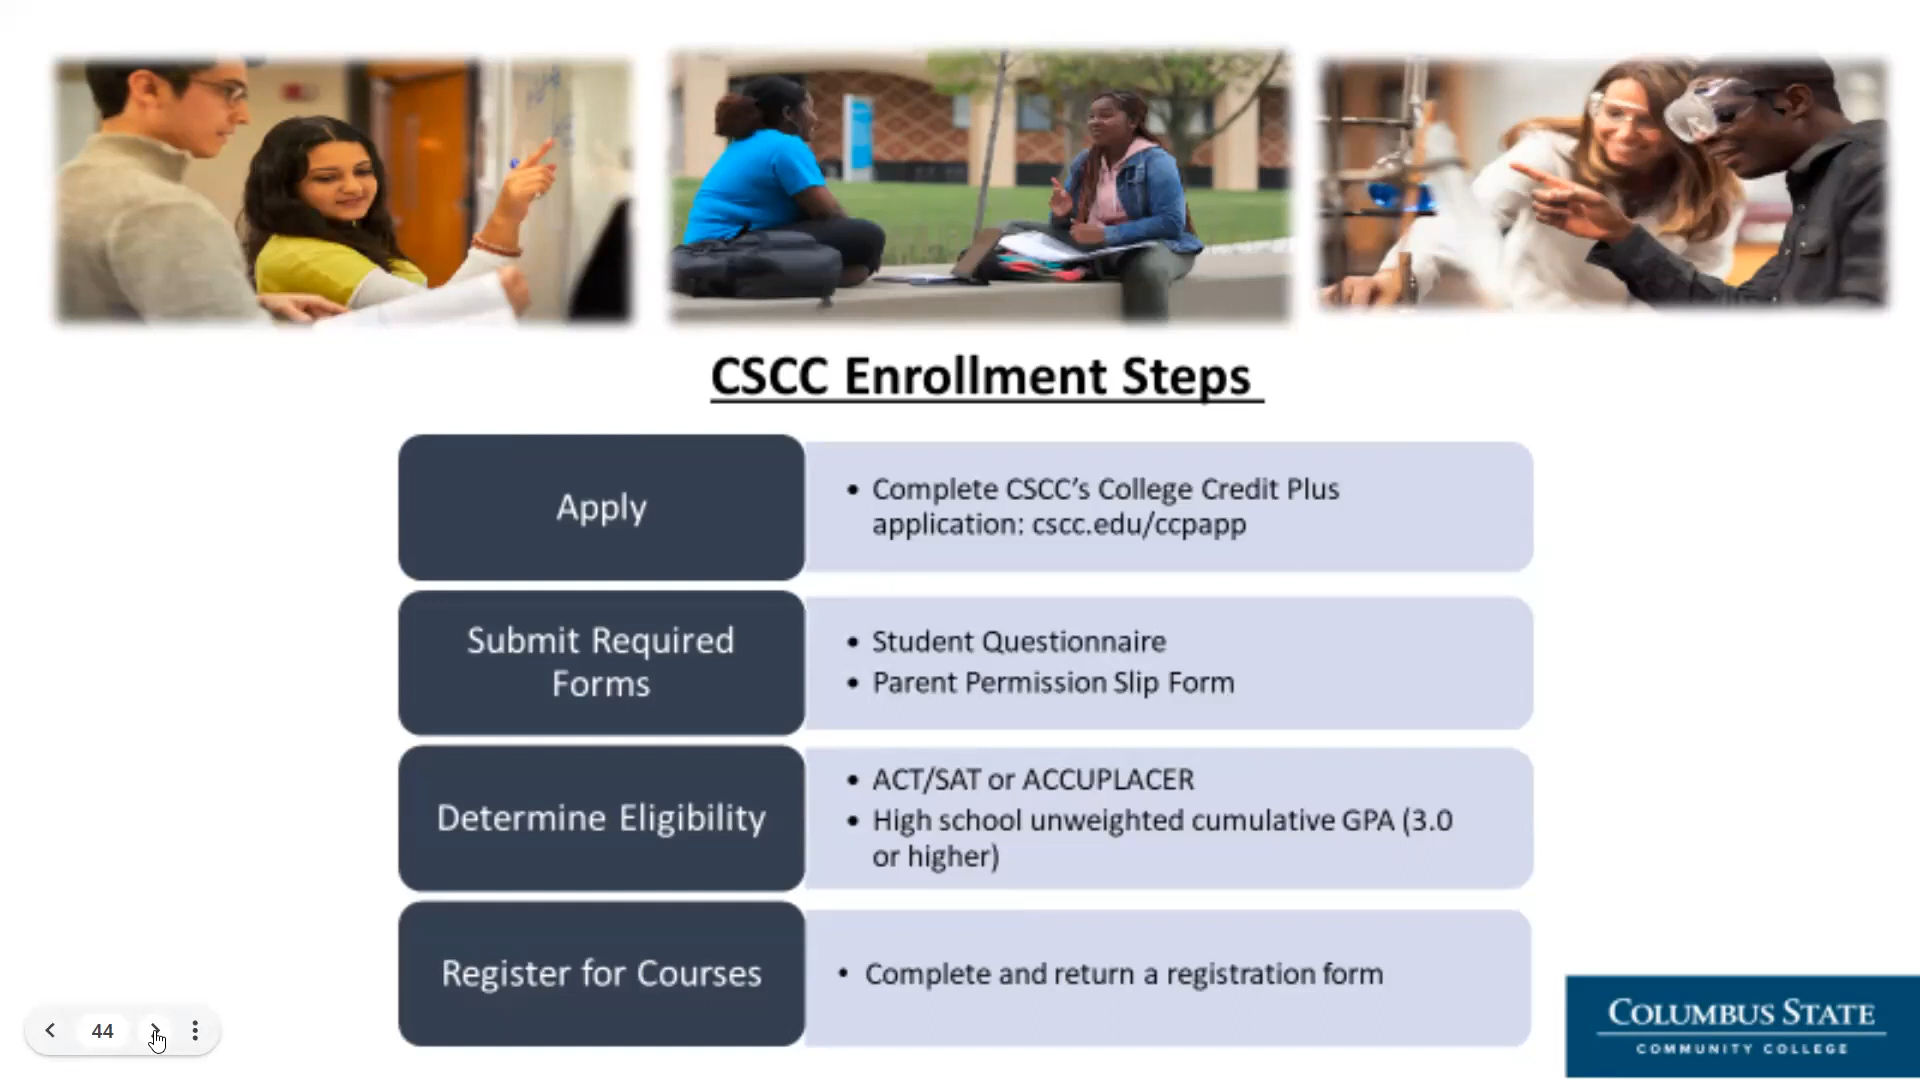 CSCC Enrollment Steps
Apply
• Complete CSCC's College Credit Plus
application: cscc.edu/ccpapp
Submit Required
Forms
• Student Questionnaire
• Parent Permission Slip Form
Determine Eligibility
• ACT/SAT or ACCUPLACER
• High school unweighted cumulative GPA (3.0
or higher)
Register for Courses
• Complete and return a registration form
44
COLUMBUS STATE
COMMUNITY COLLEGE